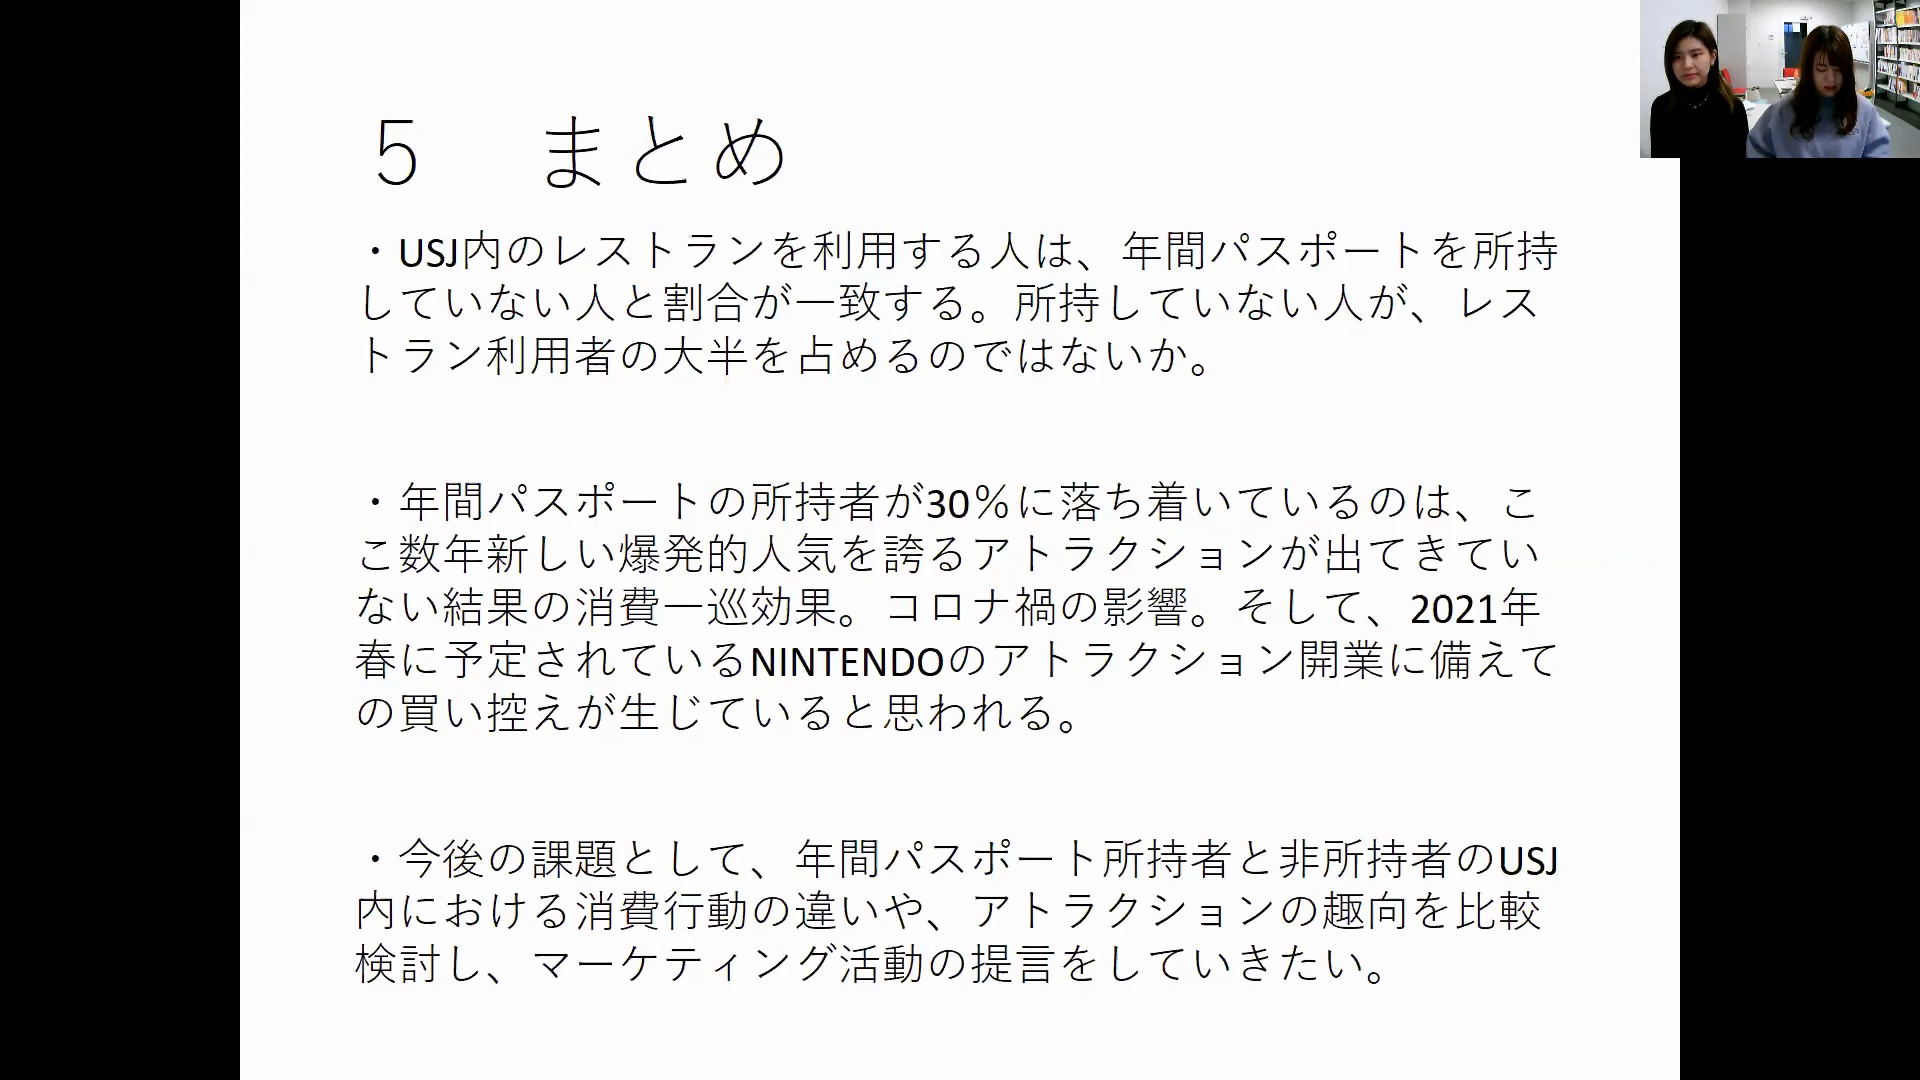 ５　まとめ
・USJ内のレストランを利用する人は、年間パスポートを所持
していない人と割合が一致する。所持していない人が、レス
トラン利用者の大半を占めるのではないか。
・年間パスポートの所持者が30％に落ち着いているのは、こ
こ数年新しい爆発的人気を誇るアトラクションが出てきてい
ない結果の消費一巡効果。コロナ禍の影響。そして、2021年
春に予定されているNINTENDOのアトラクション開業に備えて
の買い控えが生じていると思われる。
・今後の課題として、年間パスポート所持者と非所持者のUSJ
内における消費行動の違いや、アトラクションの趣向を比較
検討し、マーケティング活動の提言をしていきたい。